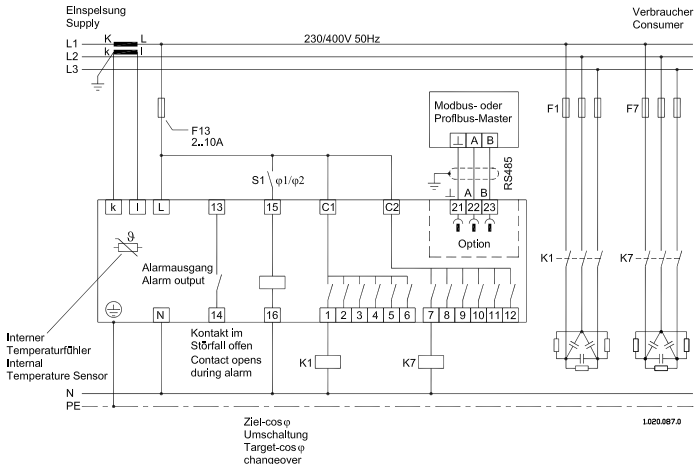 Einspeisung
Supply
Verbraucher
Consumer
K L
L1 230/400V 50Hz
k l
L2
L3
F13
2..10A
Modbus- oder
Profibus-Master
⊥ A B
F1 F7
S1 φ1/φ2
RS485
⊥ A B
k l L 13 15 C1 C2 21 22 23
Option
ϑ
Alarmausgang
Alarm output
K1 K7
N 14 16 1 2 3 4 5 6 7 8 9 10 11 12
Interner
Temperaturfühler
Internal
Temperature Sensor
Kontakt im
Störfall offen
Contact opens
during alarm
K1 K7
N
PE
1.020.087.0
Ziel-cos φ
Umschaltung
Target-cos φ
changeover